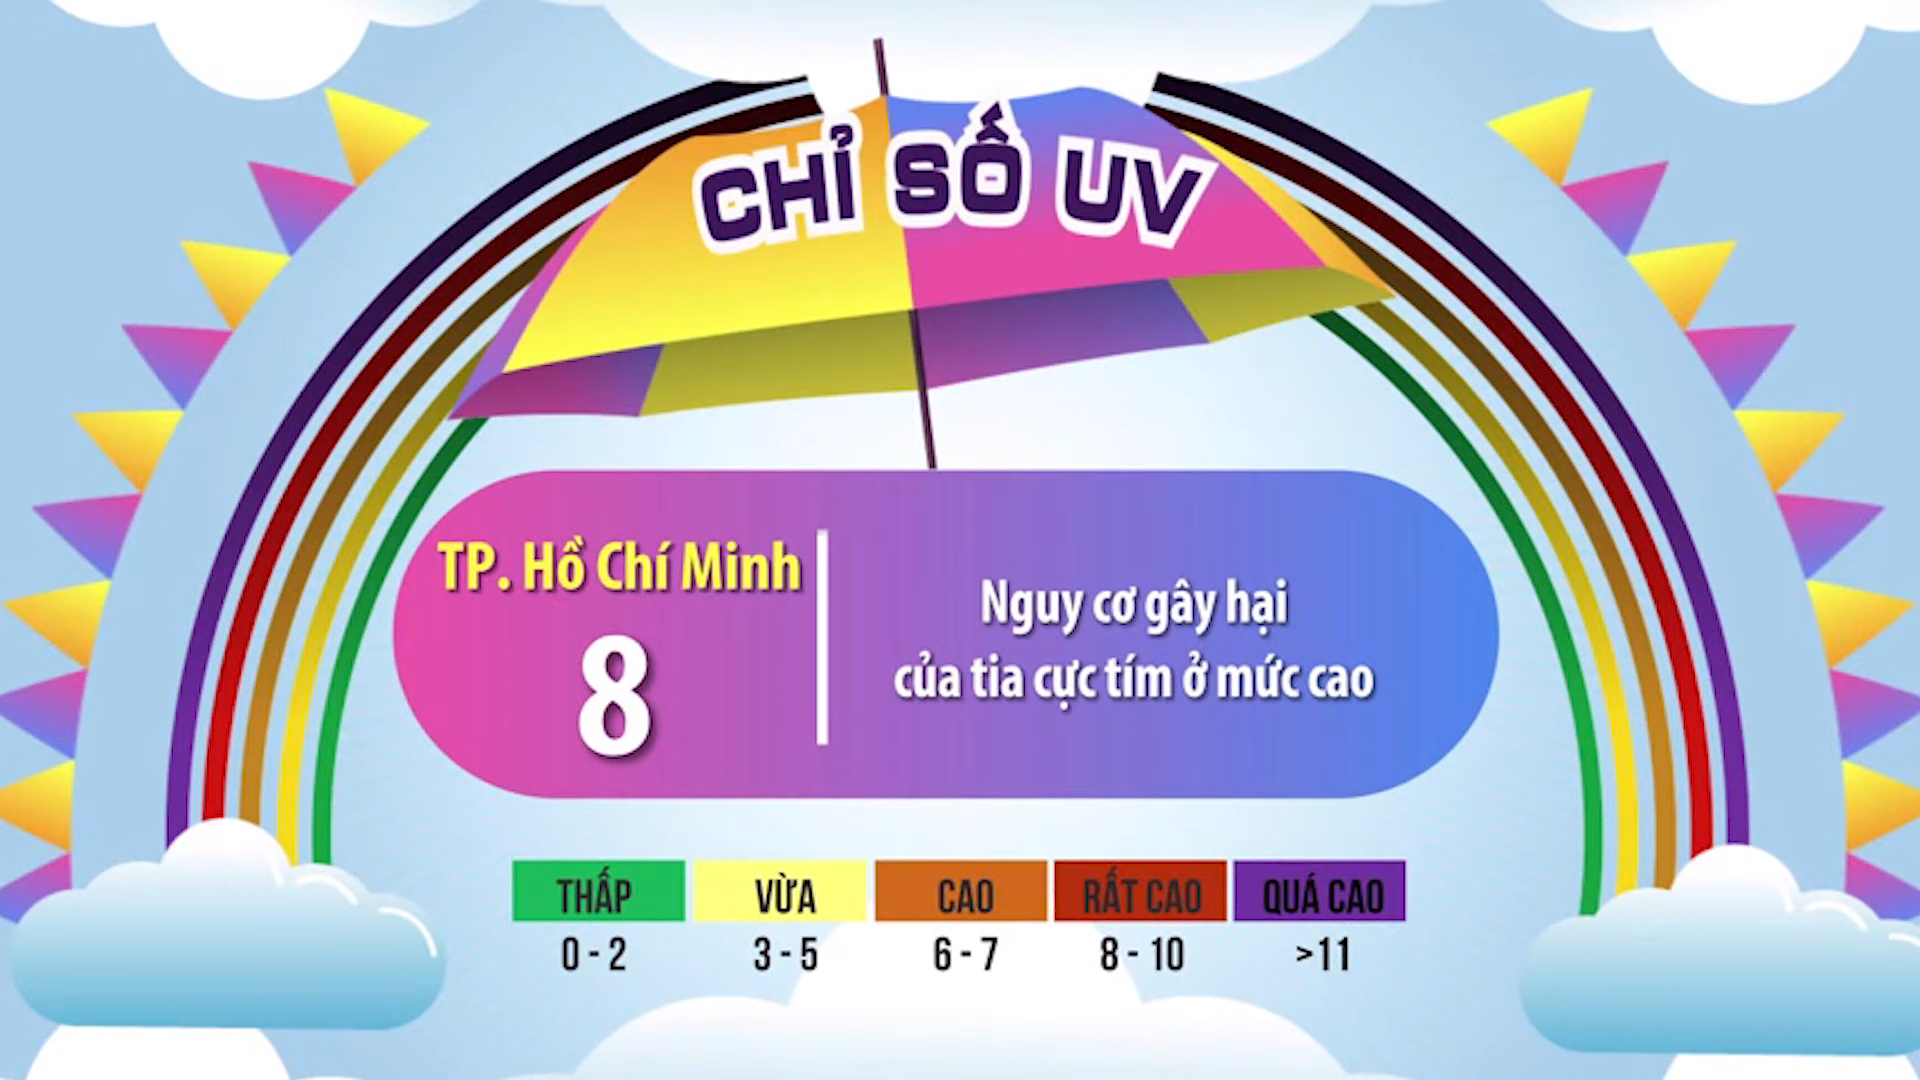 CHỈ SỐ UV
TP. Hồ Chí Minh
8
Nguy cơ gây hại
của tia cực tím ở mức cao
THẤP
VỪA
CAO
RẤT CAO
QUÁ CAO
0 - 2
3 - 5
6 - 7
8 - 10
>11